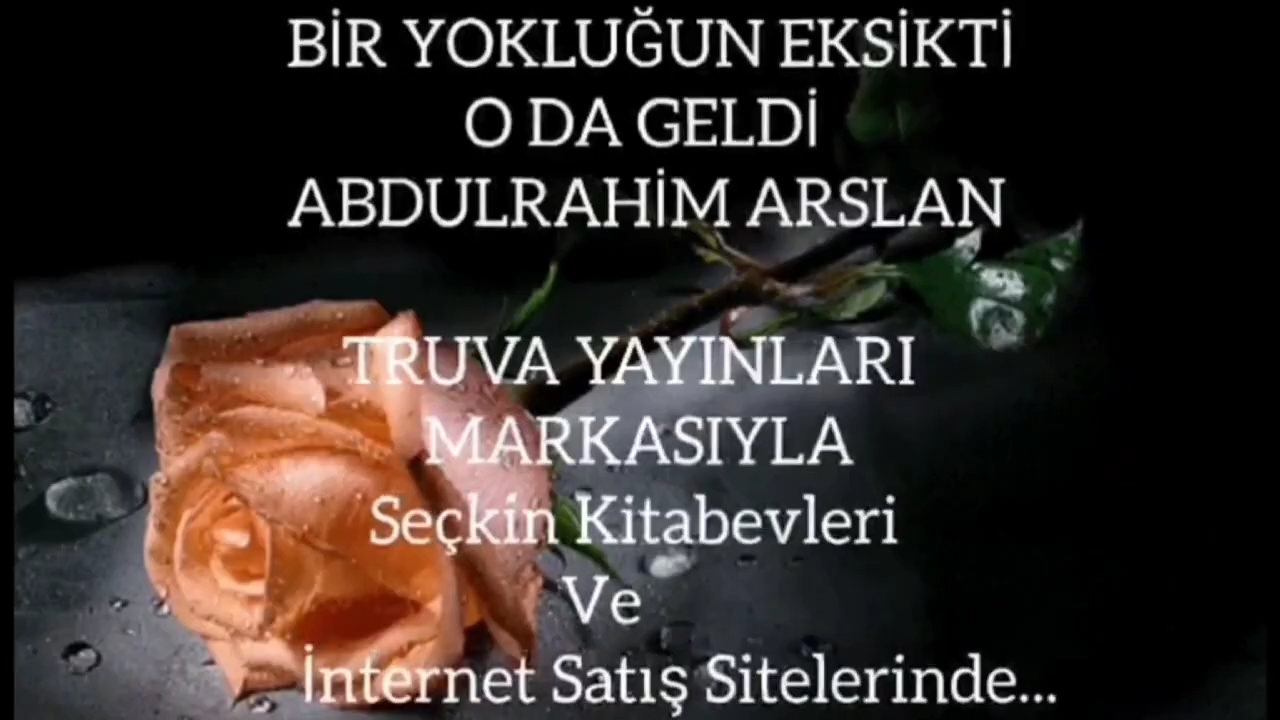 BİR YOKLUĞUN EKSİKTİ
O DA GELDİ
ABDULRAHİM ARSLAN
TRUVA YAYINLARI
MARKASIYLA
Seçkin Kitabevleri
Ve
İnternet Satış Sitelerinde...